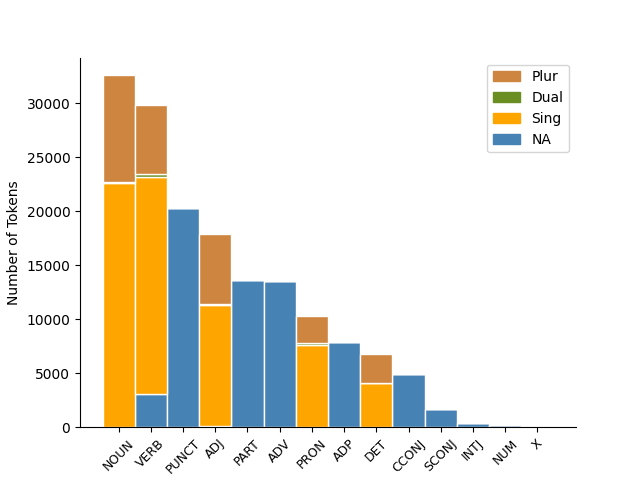 Plur
Dual
Sing
NA
Number of Tokens
30000
25000
20000
15000
10000
5000
0
NOUN
VERB
PUNCT
ADJ
PART
ADV
PRON
ADP
DET
CCONJ
SCONJ
INTJ
NUM
X